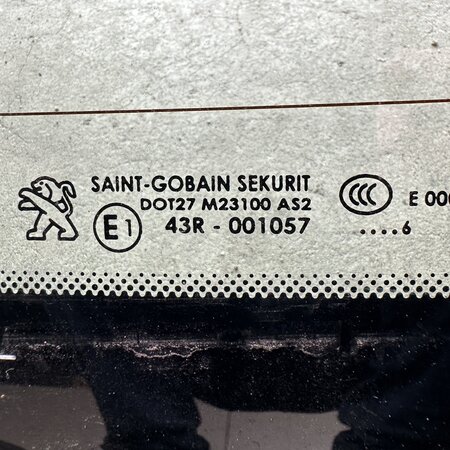 SAINT-GOBAIN SEKURIT
DOT27 M23100 AS2
E1 43R - 001057
CCC E 000
....6